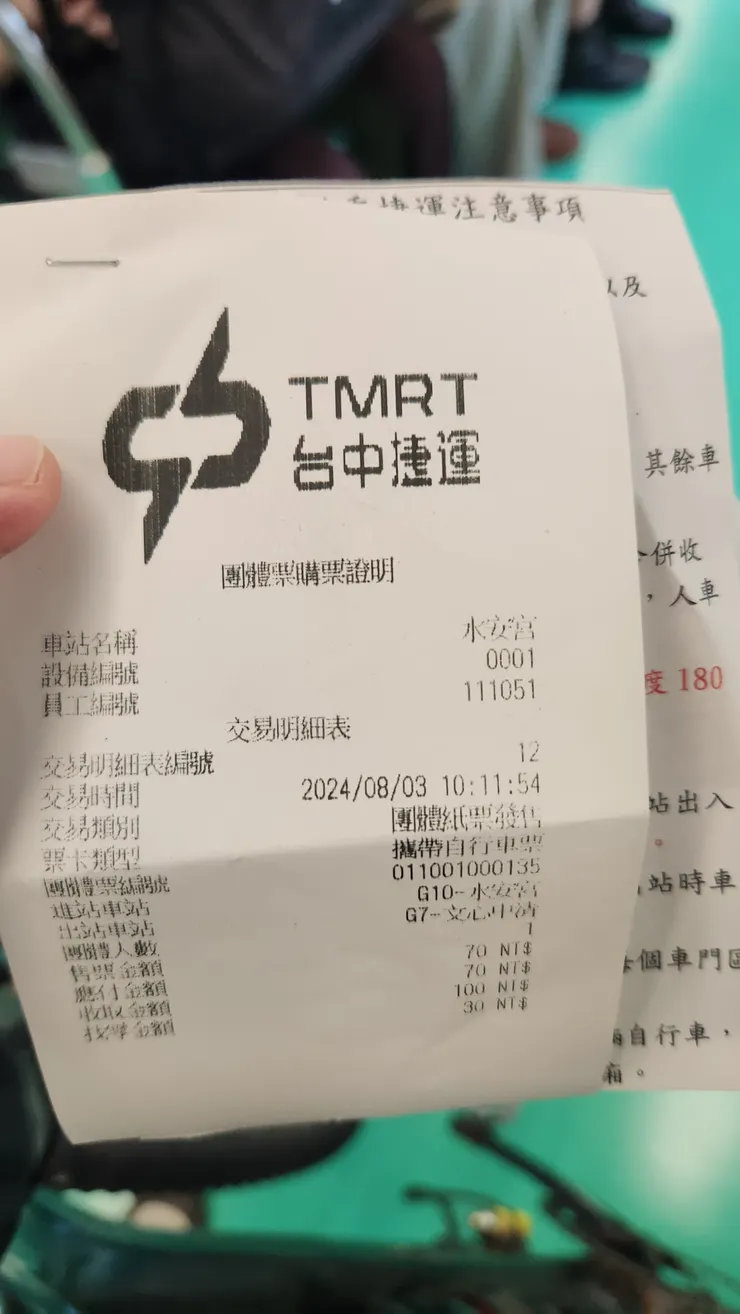 捷運注意事項
以及
TMRT
台中捷運
其餘車
併收
，人車
團體票購票證明
車站名稱 水安宮
設備編號 0001
員工編號 111051
度 180
交易明細表
交易明細表編號 12
交易時間 2024/08/03 10:11:54
交易類別 團體紙票發售
票卡類型 攜帶自行車票
團體票編號 011001000135
進站車站 G10-水安宮
出站車站 G7-文心中清
團體人數 1
售票金額 70 NT$
應付金額 70 NT$
收取金額 100 NT$
找零金額 30 NT$
站出入
。
站時車
個車門區
自行車，
廂。